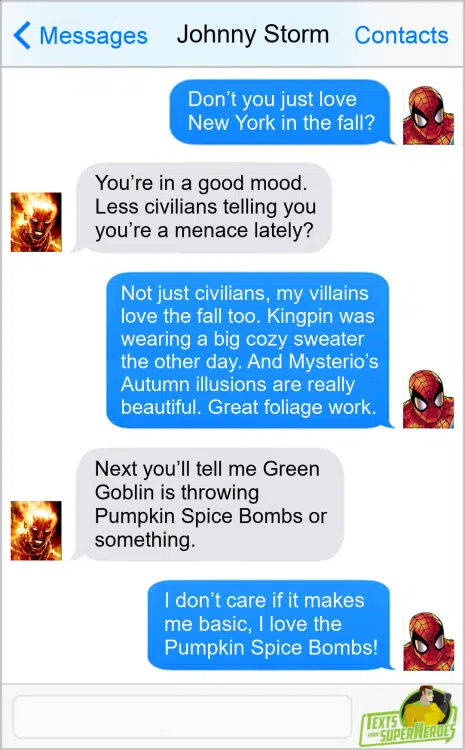 Messages Johnny Storm Contacts
Don’t you just love
New York in the fall?
You’re in a good mood.
Less civilians telling you
you’re a menace lately?
Not just civilians, my villains
love the fall too. Kingpin was
wearing a big cozy sweater
the other day. And Mysterio’s
Autumn illusions are really
beautiful. Great foliage work.
Next you’ll tell me Green
Goblin is throwing
Pumpkin Spice Bombs or
something.
I don’t care if it makes
me basic, I love the
Pumpkin Spice Bombs!
TEXTS
FROM SUPERHEROES